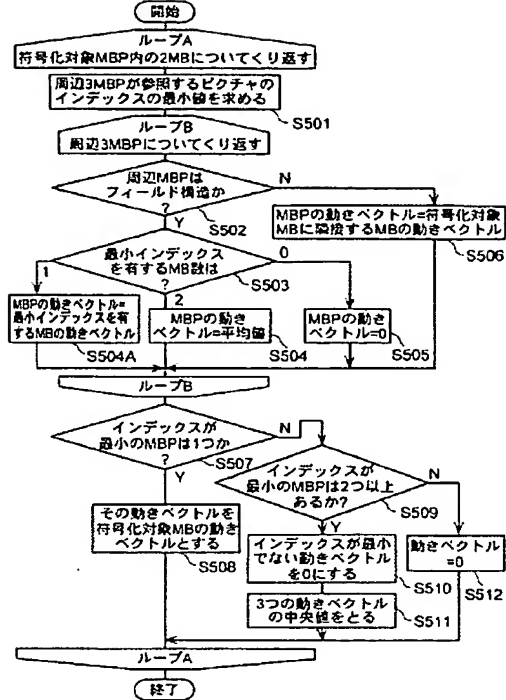 開始
ループA
符号化対象MBP内の2MBについてくり返す
周辺3MBPが参照するピクチャの
インデックスの最小値を求める
S501
ループB
周辺3MBPについてくり返す
周辺MBPは
フィールド構造か
?
N
Y
S502
MBPの動きベクトル=符号化対象
MBに隣接するMBの動きベクトル
S506
最小インデックス
を有するMB数は
?
0
1
2
S503
MBPの動きベクトル=
最小インデックスを有
するMBの動きベクトル
S504A
MBPの動き
ベクトル=平均値
S504
MBPの動き
ベクトル=0
S505
ループB
インデックスが
最小のMBPは1つか
?
N
Y
S507
インデックスが
最小のMBPは2つ以上
あるか?
N
Y
S509
その動きベクトルを
符号化対象MBの動き
ベクトルとする
S508
インデックスが最小
でない動きベクトル
を0にする
S510
動きベクトル
=0
S512
3つの動きベクトル
の中央値をとる
S511
ループA
終了